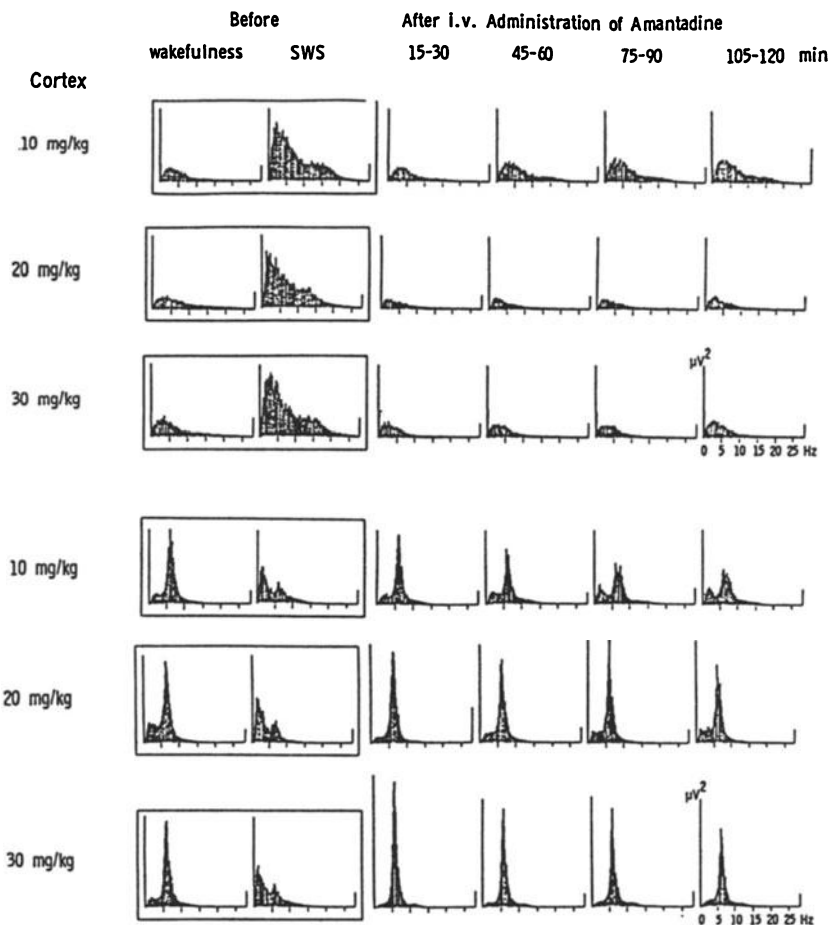 Before After i.v. Administration of Amantadine
wakefulness SWS 15-30 45-60 75-90 105-120 min
Cortex
.10 mg/kg
20 mg/kg
30 mg/kg
μV²
0 5 10 15 20 25 Hz
10 mg/kg
20 mg/kg
30 mg/kg
μV²
0 5 10 15 20 25 Hz